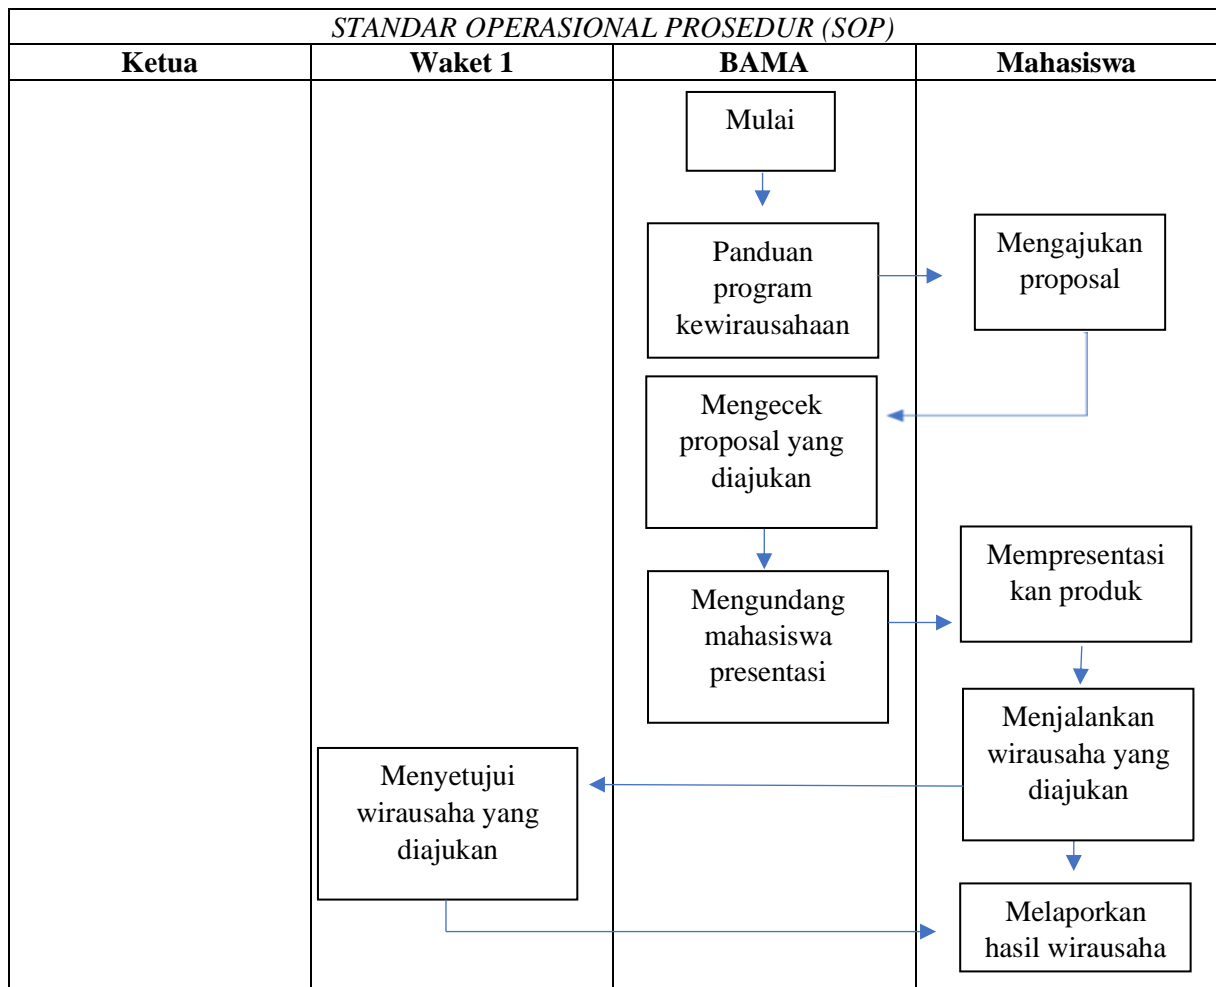 STANDAR OPERASIONAL PROSEDUR (SOP)
Ketua
Waket 1
BAMA
Mahasiswa
Mulai
Panduan
program
kewirausahaan
Mengajukan
proposal
Mengecek
proposal yang
diajukan
Mengundang
mahasiswa
presentasi
Mempresentasi
kan produk
Menjalankan
wirausaha yang
diajukan
Menyetujui
wirausaha yang
diajukan
Melaporkan
hasil wirausaha